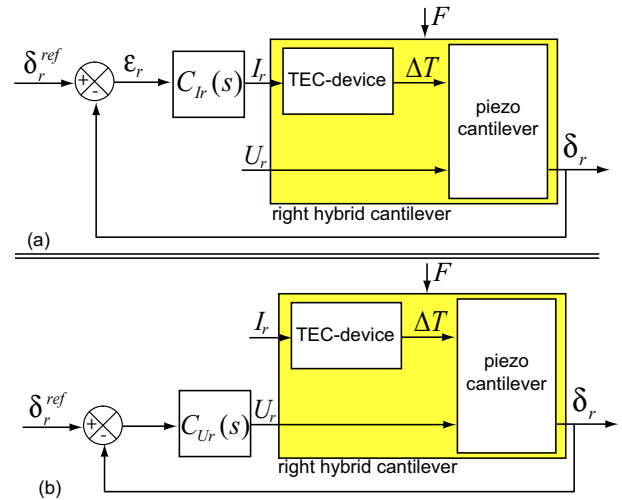 F
δ_r^ref
+
-
ε_r
C_Ir(s)
I_r
TEC-device
ΔT
piezo
cantilever
U_r
δ_r
right hybrid cantilever
(a)
F
I_r
TEC-device
ΔT
piezo
cantilever
δ_r^ref
+
-
C_Ur(s)
U_r
δ_r
right hybrid cantilever
(b)